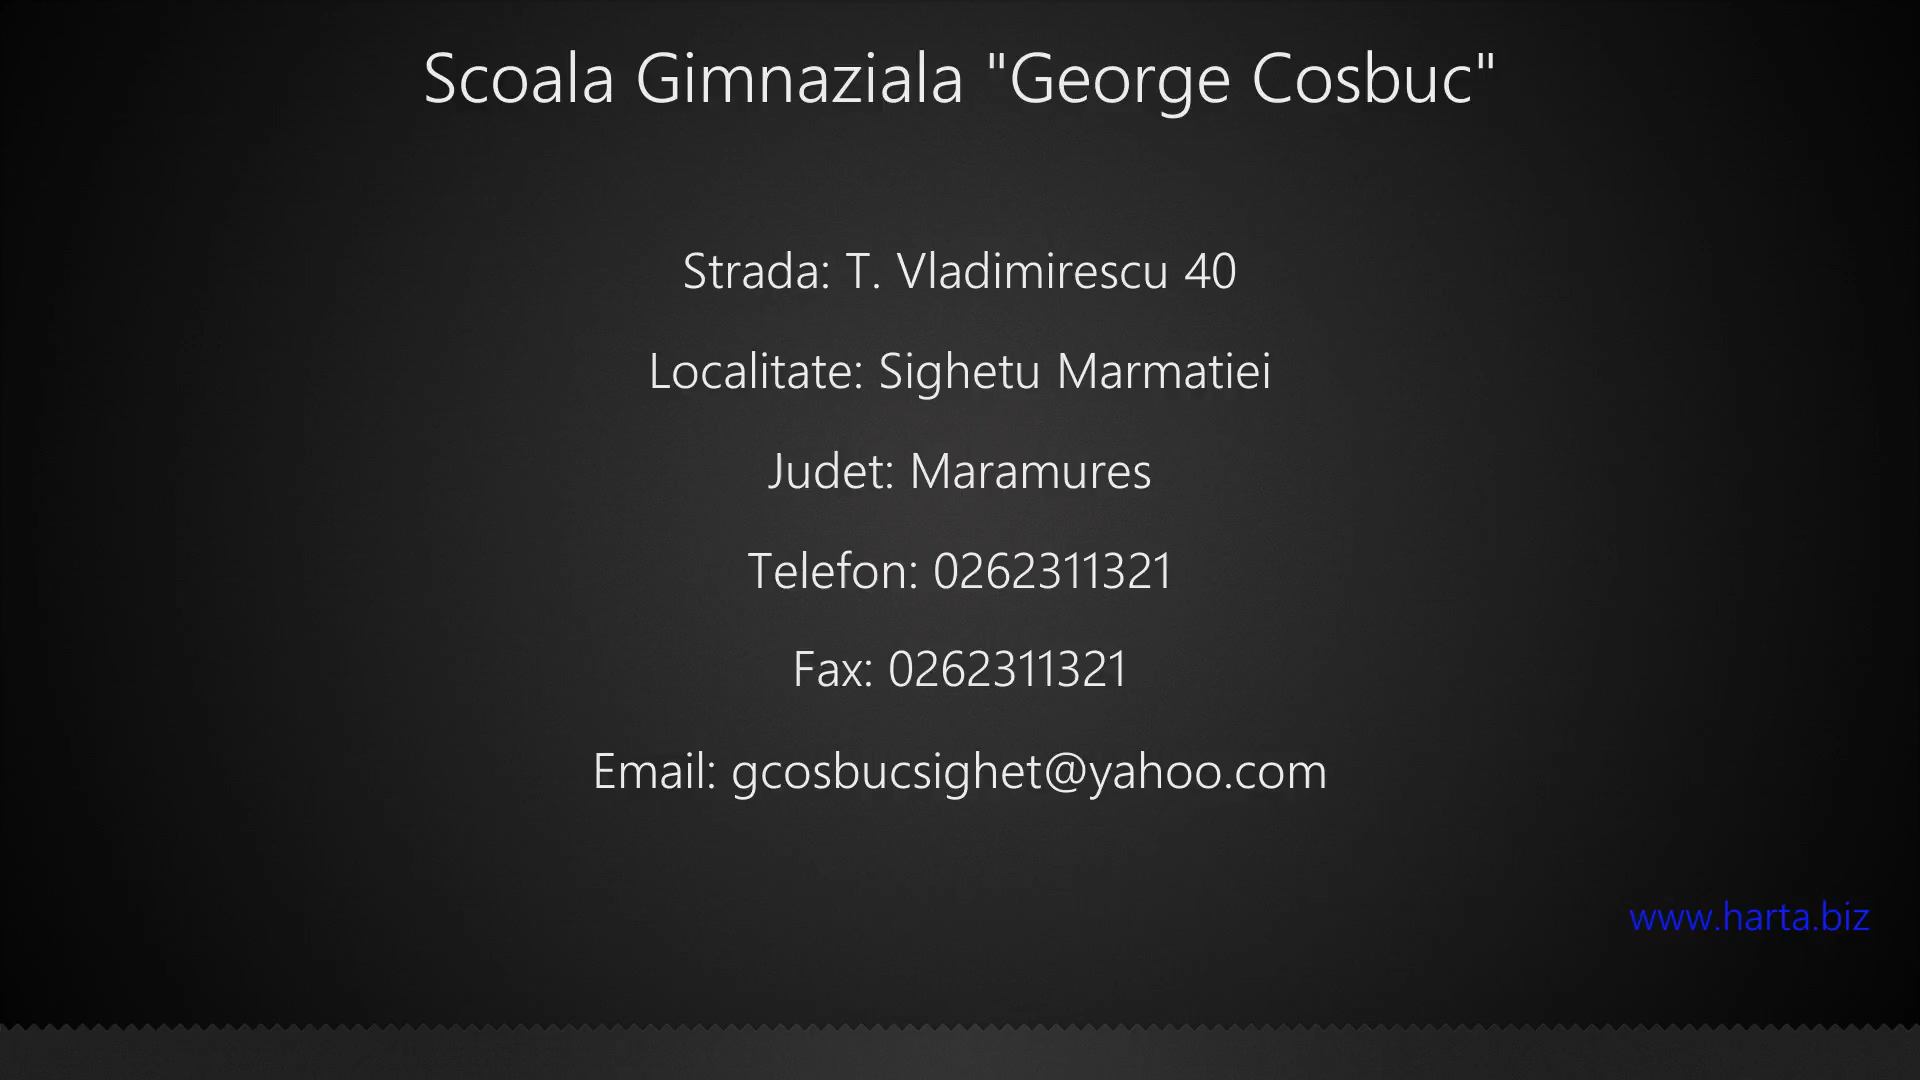 Scoala Gimnaziala "George Cosbuc"
Strada: T. Vladimirescu 40
Localitate: Sighetu Marmatiei
Judet: Maramures
Telefon: 0262311321
Fax: 0262311321
Email: gcosbucsighet@yahoo.com
www.harta.biz